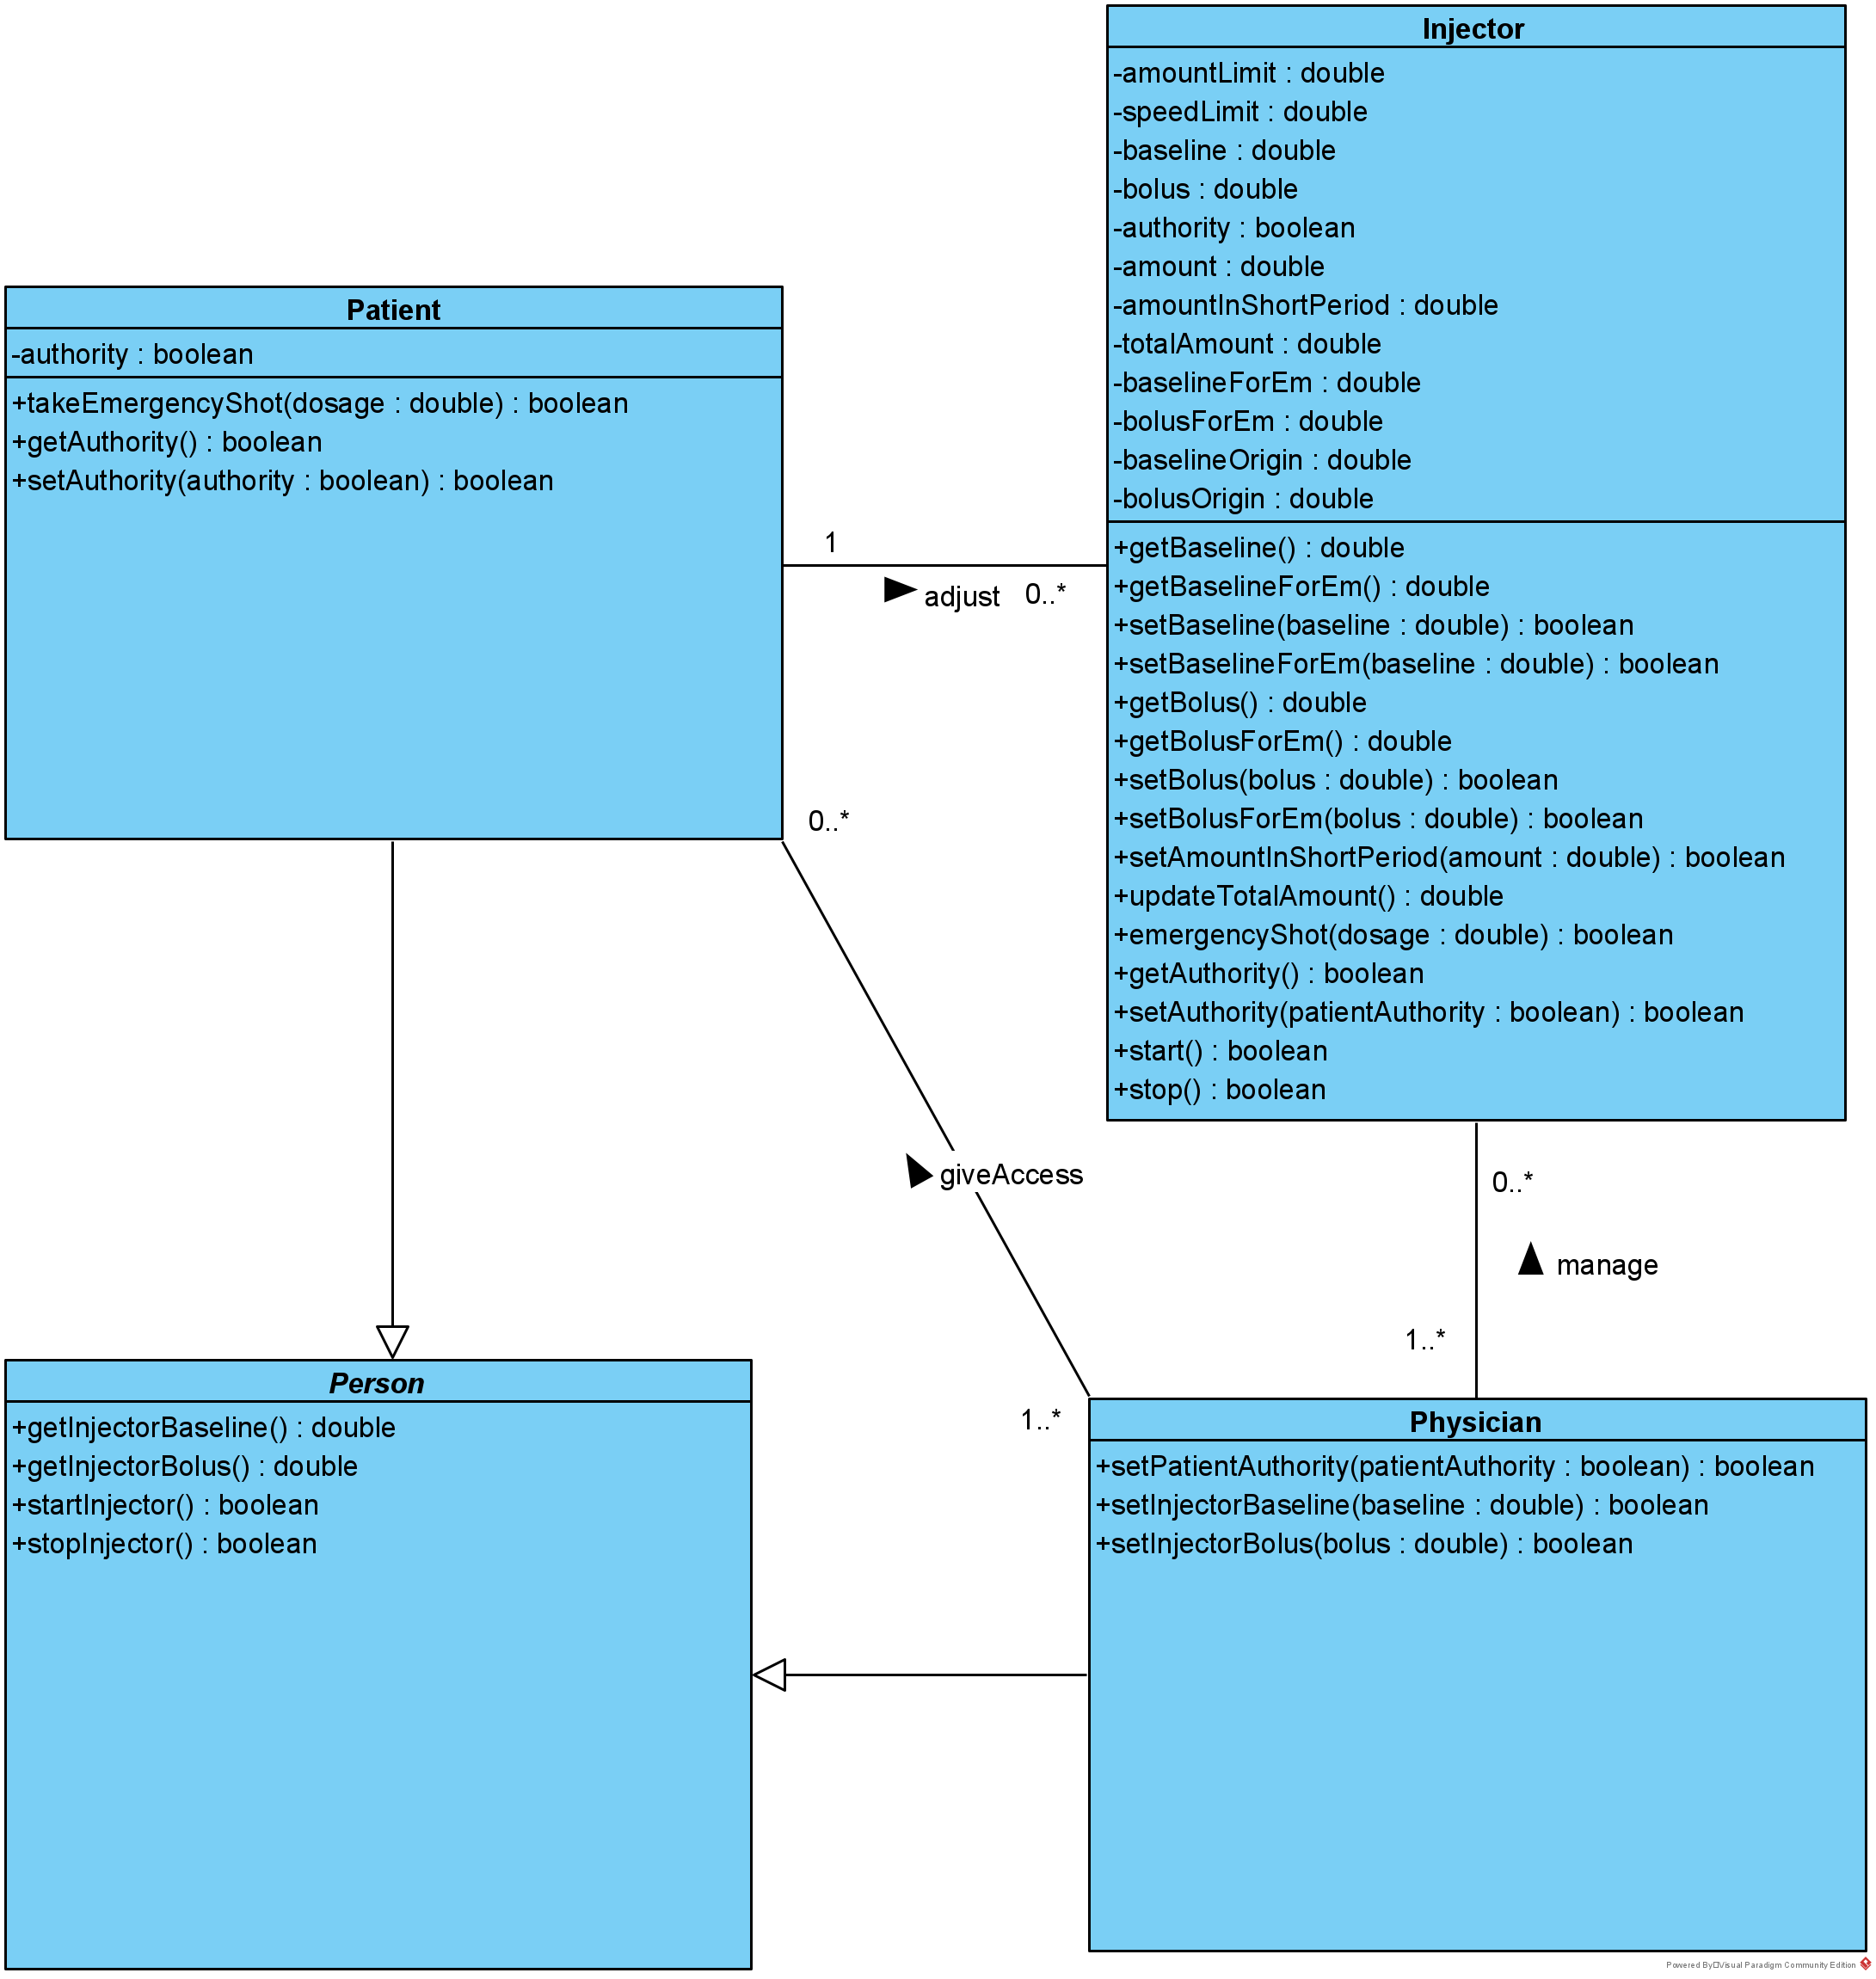 Injector
-amountLimit : double
-speedLimit : double
-baseline : double
-bolus : double
-authority : boolean
-amount : double
-amountInShortPeriod : double
-totalAmount : double
-baselineForEm : double
-bolusForEm : double
-baselineOrigin : double
-bolusOrigin : double
+getBaseline() : double
+getBaselineForEm() : double
+setBaseline(baseline : double) : boolean
+setBaselineForEm(baseline : double) : boolean
+getBolus() : double
+getBolusForEm() : double
+setBolus(bolus : double) : boolean
+setBolusForEm(bolus : double) : boolean
+setAmountInShortPeriod(amount : double) : boolean
+updateTotalAmount() : double
+emergencyShot(dosage : double) : boolean
+getAuthority() : boolean
+setAuthority(patientAuthority : boolean) : boolean
+start() : boolean
+stop() : boolean
Patient
-authority : boolean
+takeEmergencyShot(dosage : double) : boolean
+getAuthority() : boolean
+setAuthority(authority : boolean) : boolean
1
adjust
0..*
0..*
giveAccess
1..*
0..*
manage
1..*
Person
+getInjectorBaseline() : double
+getInjectorBolus() : double
+startInjector() : boolean
+stopInjector() : boolean
Physician
+setPatientAuthority(patientAuthority : boolean) : boolean
+setInjectorBaseline(baseline : double) : boolean
+setInjectorBolus(bolus : double) : boolean
Powered By Visual Paradigm Community Edition